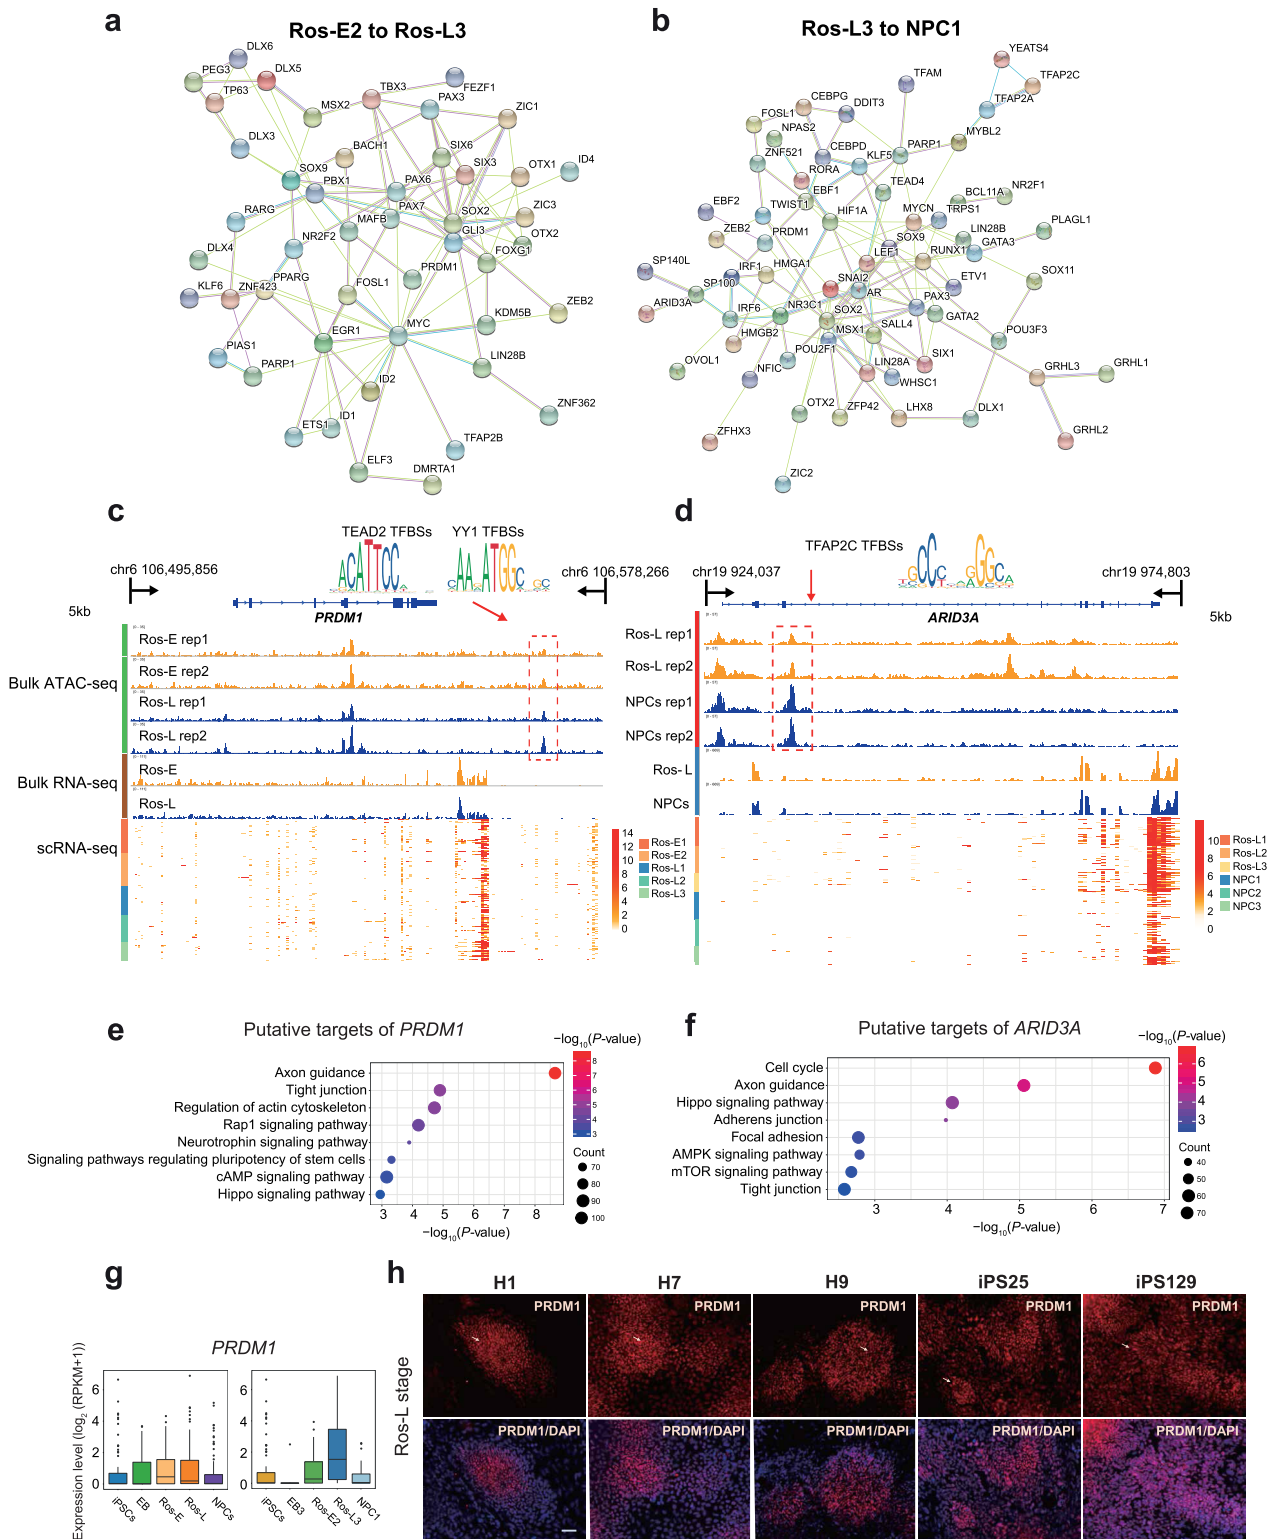 a
Ros-E2 to Ros-L3
DLX6
PEG3
DLX5
TP63
MSX2
TBX3
FEZF1
PAX3
ZIC1
DLX3
BACH1
SIX6
SIX3
OTX1
ID4
SOX9
PBX1
PAX6
PAX7
SOX2
ZIC3
RARG
MAFB
GLI3
OTX2
DLX4
NR2F2
FOXG1
PRDM1
KLF6
ZNF423
PPARG
FOSL1
ZEB2
KDM5B
EGR1
MYC
PIAS1
PARP1
LIN28B
ID2
ZNF362
ETS1
ID1
TFAP2B
ELF3
DMRTA1
b
Ros-L3 to NPC1
YEATS4
TFAM
TFAP2C
TFAP2A
CEBPG
DDIT3
FOSL1
NPAS2
MYBL2
PARP1
CEBPD
KLF5
ZNF521
RORA
TEAD4
EBF1
BCL11A
NR2F1
EBF2
TWIST1
HIF1A
MYCN
TRPS1
PLAGL1
ZEB2
PRDM1
LIN28B
SOX9
GATA3
RUNX1
LEF1
SP140L
IRF1
HMGA1
SNAI2
ETV1
SOX11
SP100
AR
PAX3
ARID3A
IRF6
NR3C1
SOX2
GATA2
HMGB2
MSX1
SALL4
POU3F3
OVOL1
POU2F1
SIX1
NFIC
LIN28A
GRHL3
GRHL1
WHSC1
OTX2
ZFP42
LHX8
DLX1
ZFHX3
GRHL2
ZIC2
c
TEAD2 TFBSs
YY1 TFBSs
chr6 106,495,856
chr6 106,578,266
5kb
PRDM1
Ros-E rep1
Ros-E rep2
Bulk ATAC-seq
Ros-L rep1
Ros-L rep2
Ros-E
Bulk RNA-seq
Ros-L
scRNA-seq
14
12
10
8
6
4
2
0
Ros-E1
Ros-E2
Ros-L1
Ros-L2
Ros-L3
d
TFAP2C TFBSs
chr19 924,037
chr19 974,803
5kb
ARID3A
Ros-L rep1
Ros-L rep2
NPCs rep1
NPCs rep2
Ros- L
NPCs
10
8
6
4
2
0
Ros-L1
Ros-L2
Ros-L3
NPC1
NPC2
NPC3
e
Putative targets of PRDM1
Axon guidance
Tight junction
Regulation of actin cytoskeleton
Rap1 signaling pathway
Neurotrophin signaling pathway
Signaling pathways regulating pluripotency of stem cells
cAMP signaling pathway
Hippo signaling pathway
3 4 5 6 7 8
−log10(P-value)
−log10(P-value)
8
7
6
5
4
3
Count
70
80
90
100
f
Putative targets of ARID3A
Cell cycle
Axon guidance
Hippo signaling pathway
Adherens junction
Focal adhesion
AMPK signaling pathway
mTOR signaling pathway
Tight junction
3 4 5 6 7
−log10(P-value)
−log10(P-value)
6
5
4
3
Count
40
50
60
70
g
PRDM1
Expression level (log2 (RPKM+1))
6
4
2
0
iPSCs
EB
Ros-E
Ros-L
NPCs
6
4
2
0
iPSCs
EB3
Ros-E2
Ros-L3
NPC1
h
H1 H7 H9 iPS25 iPS129
Ros-L stage
PRDM1 PRDM1 PRDM1 PRDM1 PRDM1
PRDM1/DAPI PRDM1/DAPI PRDM1/DAPI PRDM1/DAPI PRDM1/DAPI